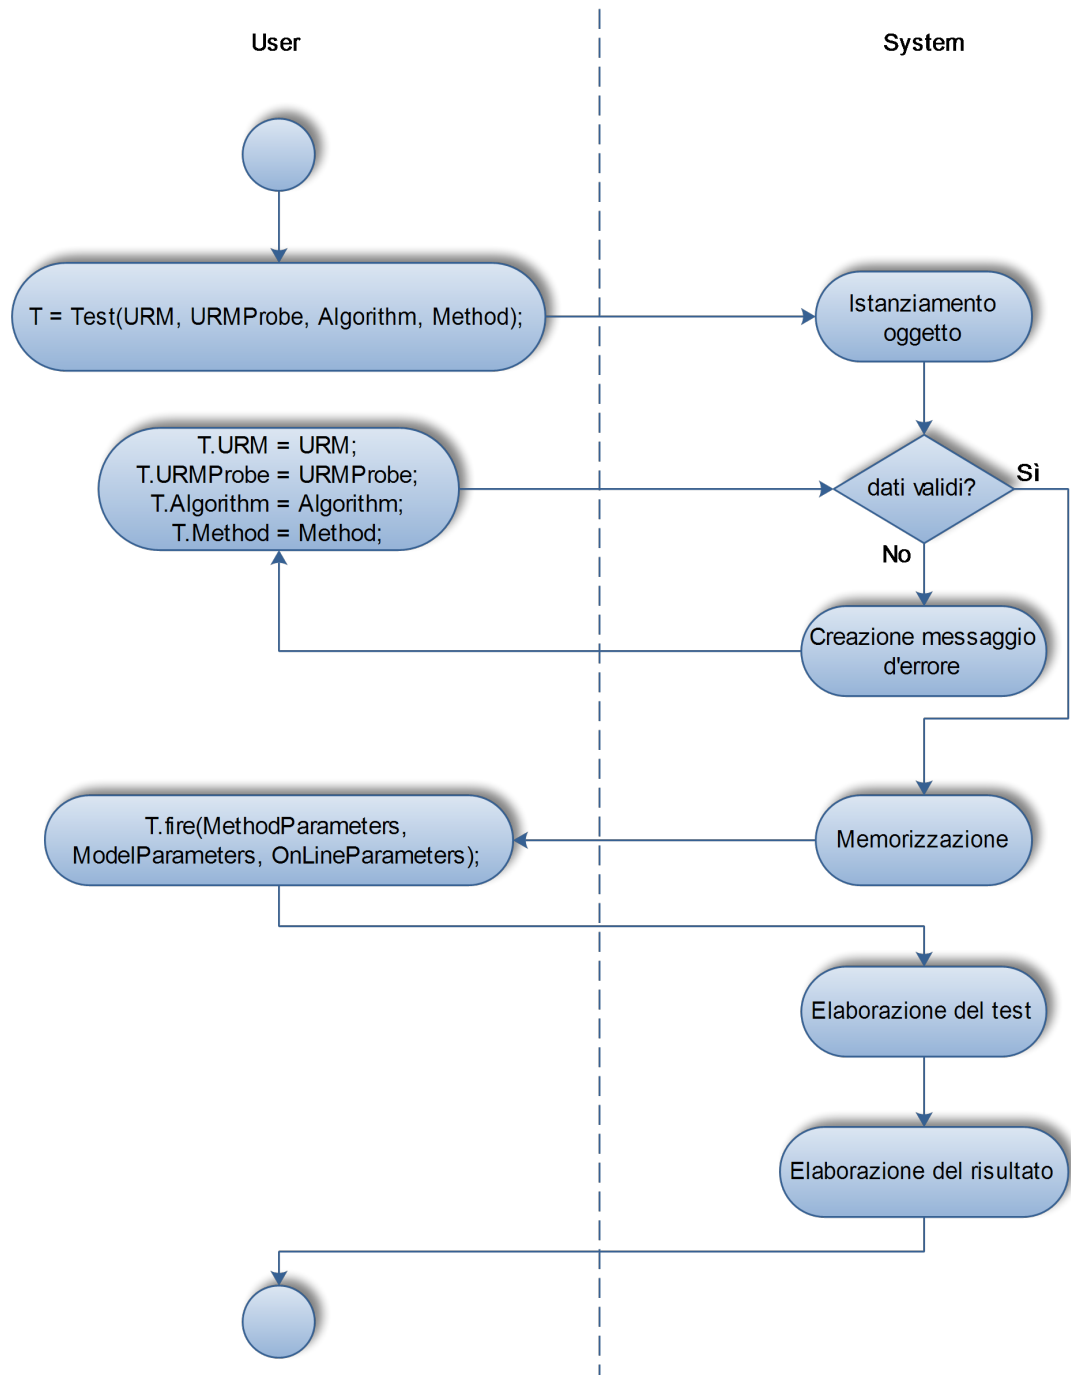 User
System
T = Test(URM, URMProbe, Algorithm, Method);
Istanziamento
oggetto
T.URM = URM;
T.URMProbe = URMProbe;
T.Algorithm = Algorithm;
T.Method = Method;
dati validi?
Sì
No
Creazione messaggio
d'errore
T.fire(MethodParameters,
ModelParameters, OnLineParameters);
Memorizzazione
Elaborazione del test
Elaborazione del risultato